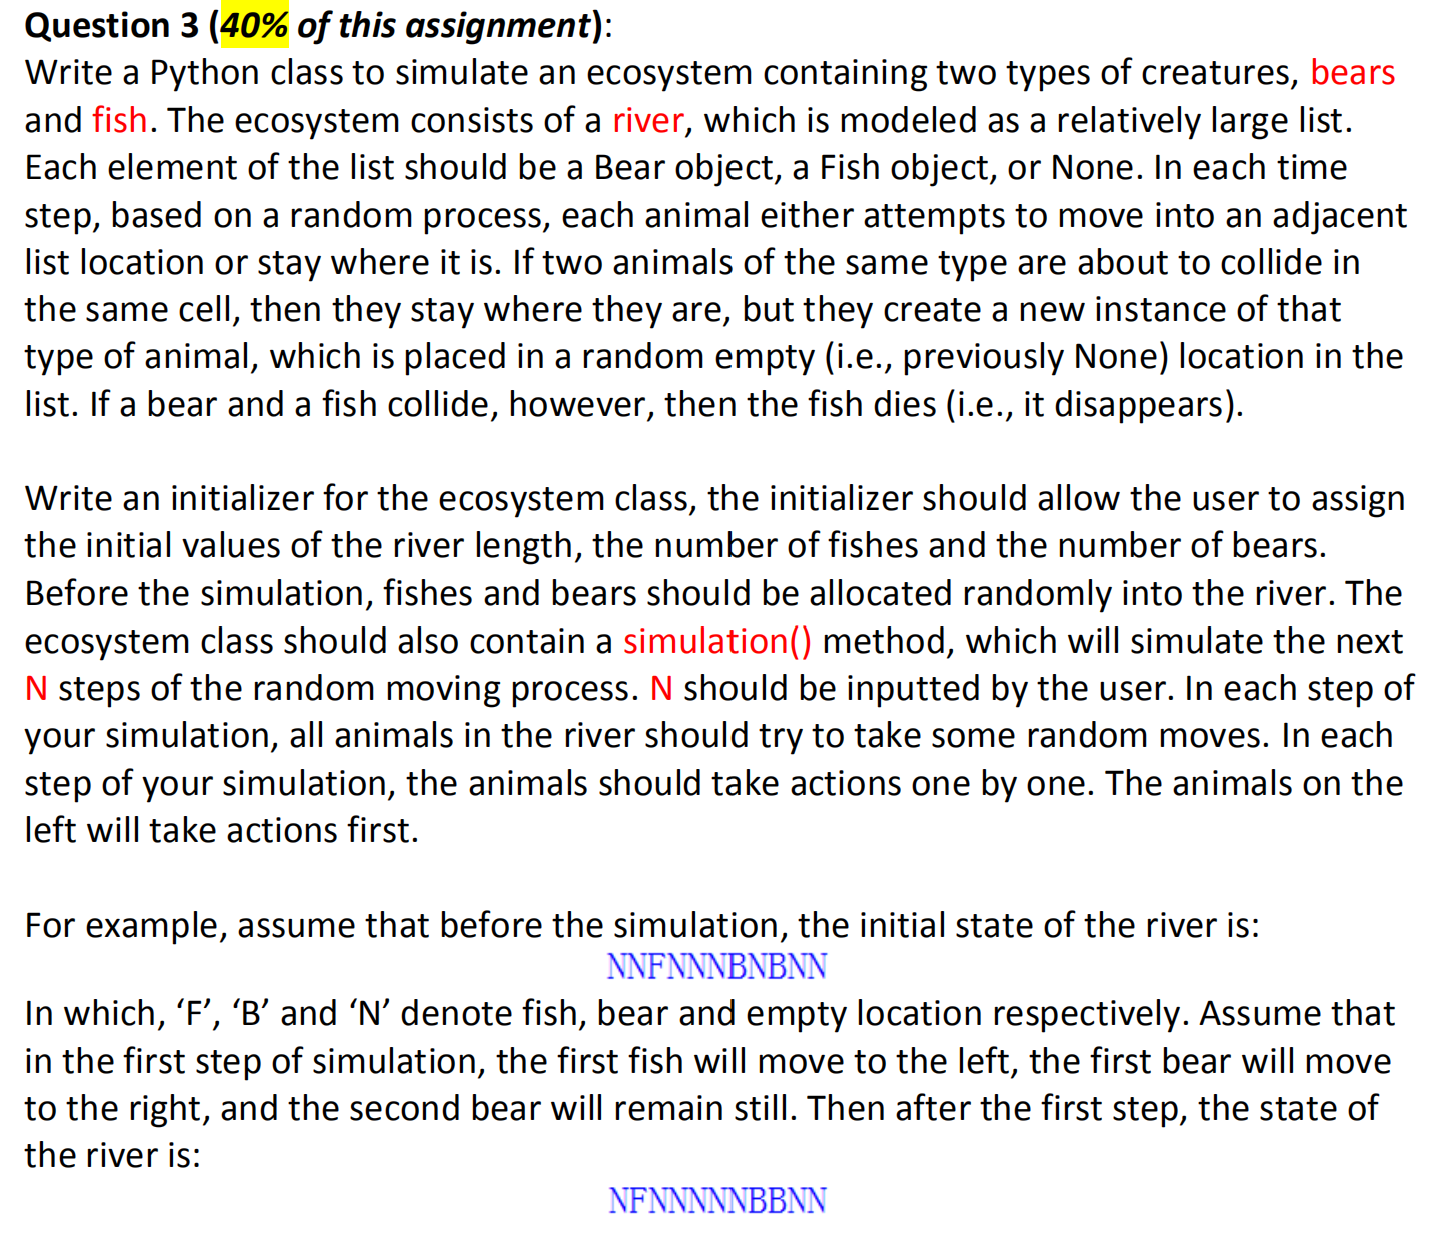 Question 3 (40% of this assignment):
Write a Python class to simulate an ecosystem containing two types of creatures, bears
and fish. The ecosystem consists of a river, which is modeled as a relatively large list.
Each element of the list should be a Bear object, a Fish object, or None. In each time
step, based on a random process, each animal either attempts to move into an adjacent
list location or stay where it is. If two animals of the same type are about to collide in
the same cell, then they stay where they are, but they create a new instance of that
type of animal, which is placed in a random empty (i.e., previously None) location in the
list. If a bear and a fish collide, however, then the fish dies (i.e., it disappears).
Write an initializer for the ecosystem class, the initializer should allow the user to assign
the initial values of the river length, the number of fishes and the number of bears.
Before the simulation, fishes and bears should be allocated randomly into the river. The
ecosystem class should also contain a simulation() method, which will simulate the next
N steps of the random moving process. N should be inputted by the user. In each step of
your simulation, all animals in the river should try to take some random moves. In each
step of your simulation, the animals should take actions one by one. The animals on the
left will take actions first.
For example, assume that before the simulation, the initial state of the river is:
NNFNNNBNBNN
In which, ‘F’, ‘B’ and ‘N’ denote fish, bear and empty location respectively. Assume that
in the first step of simulation, the first fish will move to the left, the first bear will move
to the right, and the second bear will remain still. Then after the first step, the state of
the river is:
NFNNNNNBBNN